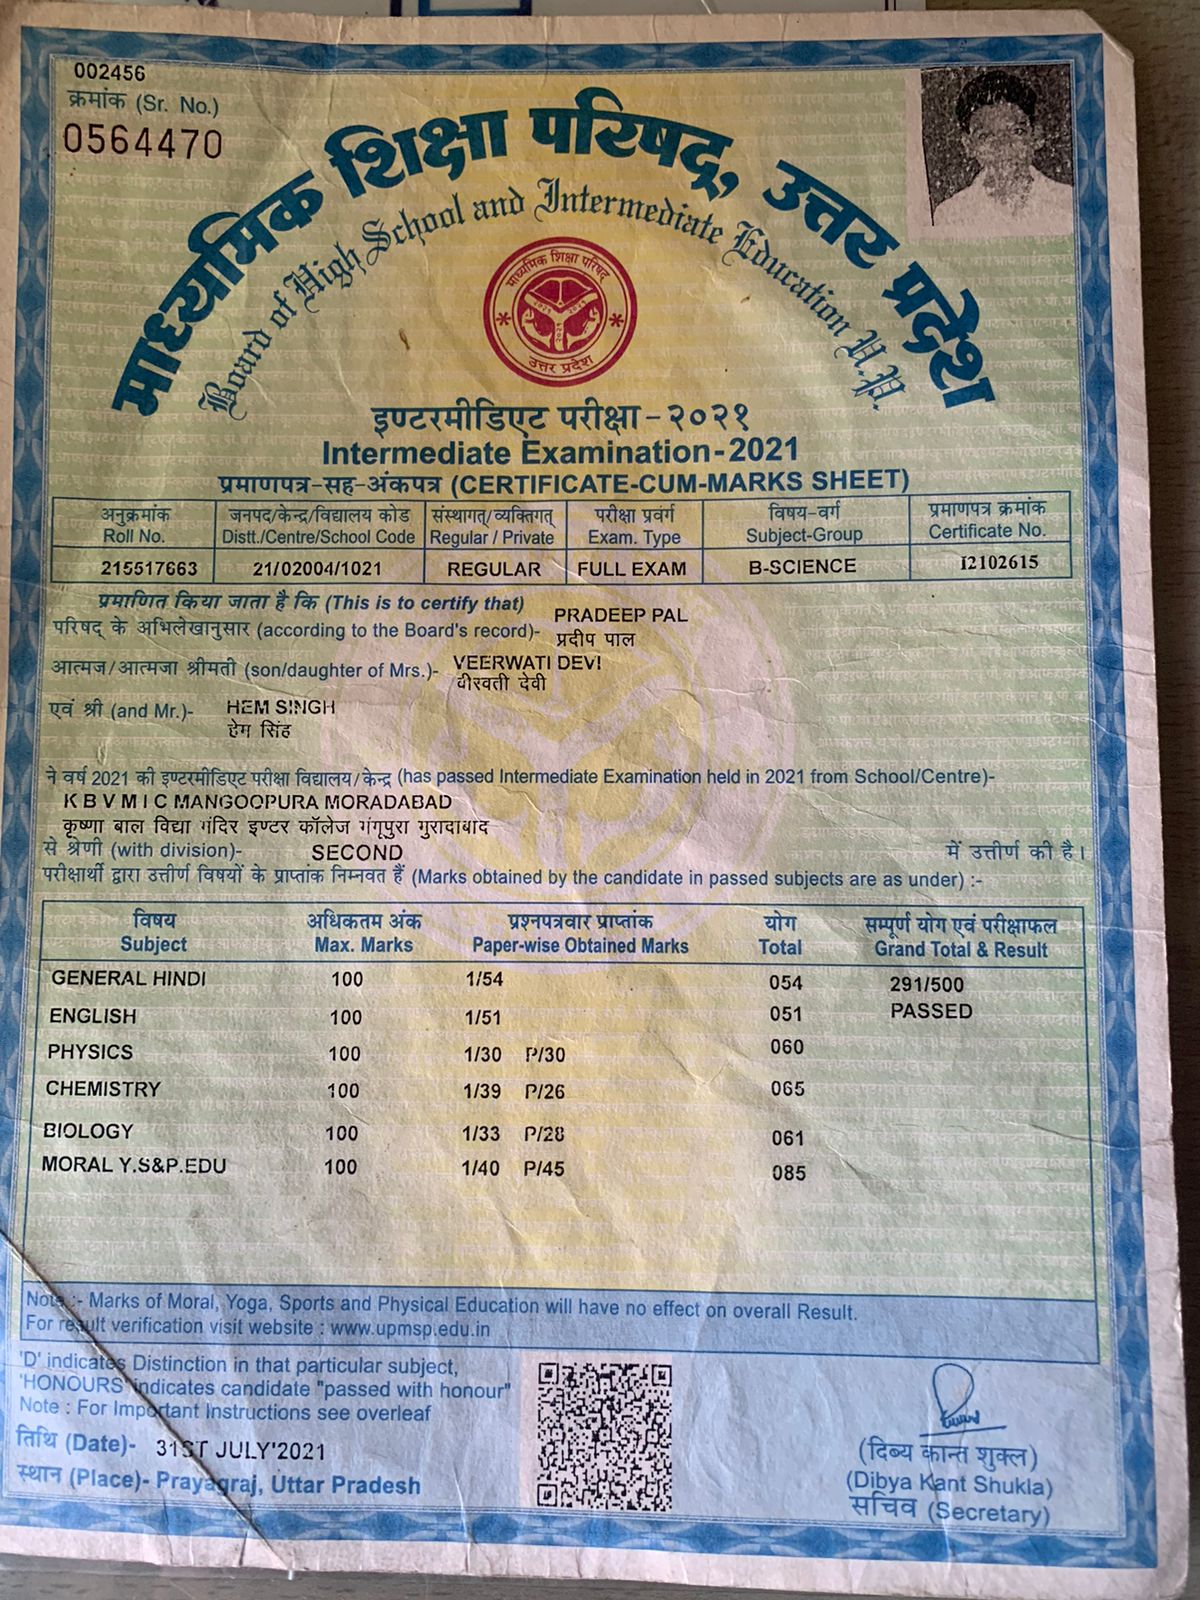 002456
क्रमांक (Sr. No.)
0564470
माध्यमिक शिक्षा परिषद्, उत्तर प्रदेश
Board of High School and Intermediate Education U.P.
माध्यमिक शिक्षा परिषद
उत्तर प्रदेश
इण्टरमीडिएट परीक्षा-२०२१
Intermediate Examination-2021
प्रमाणपत्र-सह-अंकपत्र (CERTIFICATE-CUM-MARKS SHEET)
अनुक्रमांक जनपद/केन्द्र/विद्यालय कोड संस्थागत्/व्यक्तिगत् परीक्षा प्रवंर्ग विषय-वर्ग प्रमाणपत्र क्रमांक
Roll No. Distt./Centre/School Code Regular / Private Exam. Type Subject-Group Certificate No.
215517663 21/02004/1021 REGULAR FULL EXAM B-SCIENCE I2102615
प्रमाणित किया जाता है कि (This is to certify that) PRADEEP PAL
परिषद् के अभिलेखानुसार (according to the Board's record)- प्रदीप पाल
आत्मज/आत्मजा श्रीमती (son/daughter of Mrs.)- VEERWATI DEVI
वीरवती देवी
एवं श्री (and Mr.)- HEM SINGH
हेम सिंह
ने वर्ष 2021 की इण्टरमीडिएट परीक्षा विद्यालय/केन्द्र (has passed Intermediate Examination held in 2021 from School/Centre)-
K B V M I C MANGOOPURA MORADABAD
कृष्णा बाल विद्या मंदिर इण्टर कॉलेज मंगूपुरा मुरादाबाद
से श्रेणी (with division)- SECOND में उत्तीर्ण की है।
परीक्षार्थी द्वारा उत्तीर्ण विषयों के प्राप्तांक निम्नवत हैं (Marks obtained by the candidate in passed subjects are as under) :-
विषय अधिकतम अंक प्रश्नपत्रवार प्राप्तांक योग सम्पूर्ण योग एवं परीक्षाफल
Subject Max. Marks Paper-wise Obtained Marks Total Grand Total & Result
GENERAL HINDI 100 1/54 054 291/500
ENGLISH 100 1/51 051 PASSED
PHYSICS 100 1/30 P/30 060
CHEMISTRY 100 1/39 P/26 065
BIOLOGY 100 1/33 P/28 061
MORAL Y.S&P.EDU 100 1/40 P/45 085
Note :- Marks of Moral, Yoga, Sports and Physical Education will have no effect on overall Result.
For result verification visit website : www.upmsp.edu.in
'D' indicates Distinction in that particular subject,
'HONOURS' indicates candidate "passed with honour"
Note : For Important Instructions see overleaf
तिथि (Date)- 31ST JULY'2021
स्थान (Place)- Prayagraj, Uttar Pradesh
(दिब्य कान्त शुक्ल)
(Dibya Kant Shukla)
सचिव (Secretary)